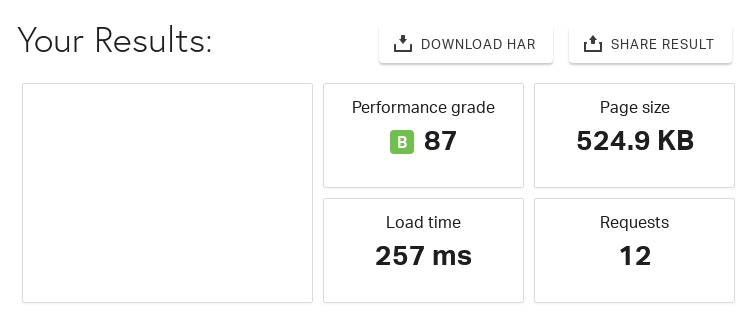 Your Results:
DOWNLOAD HAR
SHARE RESULT
Performance grade
B 87
Page size
524.9 KB
Load time
257 ms
Requests
12